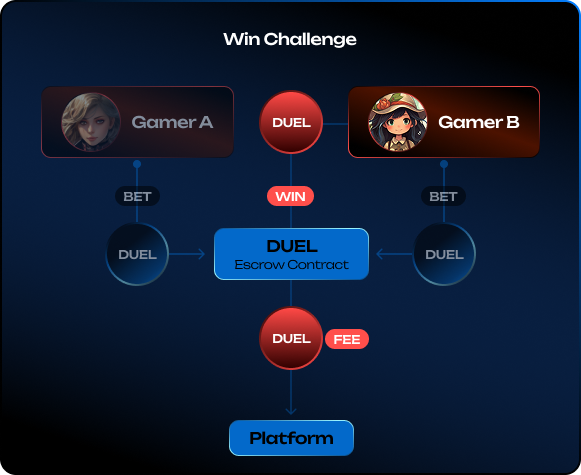 Win Challenge
Gamer A
DUEL
Gamer B
BET
WIN
BET
DUEL
DUEL
Escrow Contract
DUEL
DUEL
FEE
Platform